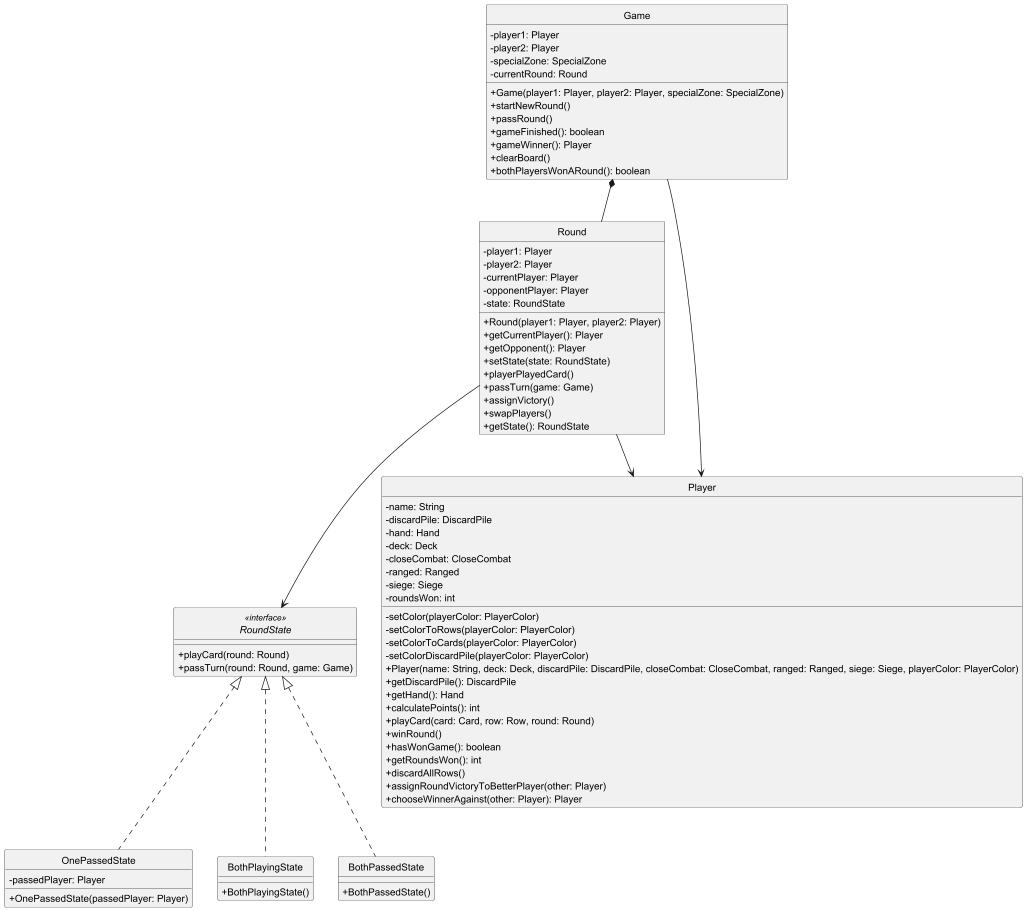 Game
-player1: Player
-player2: Player
-specialZone: SpecialZone
-currentRound: Round
+Game(player1: Player, player2: Player, specialZone: SpecialZone)
+startNewRound()
+passRound()
+gameFinished(): boolean
+gameWinner(): Player
+clearBoard()
+bothPlayersWonARound(): boolean
Round
-player1: Player
-player2: Player
-currentPlayer: Player
-opponentPlayer: Player
-state: RoundState
+Round(player1: Player, player2: Player)
+getCurrentPlayer(): Player
+getOpponent(): Player
+setState(state: RoundState)
+playerPlayedCard()
+passTurn(game: Game)
+assignVictory()
+swapPlayers()
+getState(): RoundState
Player
-name: String
-discardPile: DiscardPile
-hand: Hand
-deck: Deck
-closeCombat: CloseCombat
-ranged: Ranged
-siege: Siege
-roundsWon: int
-setColor(playerColor: PlayerColor)
-setColorToRows(playerColor: PlayerColor)
-setColorToCards(playerColor: PlayerColor)
-setColorDiscardPile(playerColor: PlayerColor)
+Player(name: String, deck: Deck, discardPile: DiscardPile, closeCombat: CloseCombat, ranged: Ranged, siege: Siege, playerColor: PlayerColor)
+getDiscardPile(): DiscardPile
+getHand(): Hand
+calculatePoints(): int
+playCard(card: Card, row: Row, round: Round)
+winRound()
+hasWonGame(): boolean
+getRoundsWon(): int
+discardAllRows()
+assignRoundVictoryToBetterPlayer(other: Player)
+chooseWinnerAgainst(other: Player): Player
«interface»
RoundState
+playCard(round: Round)
+passTurn(round: Round, game: Game)
OnePassedState
-passedPlayer: Player
+OnePassedState(passedPlayer: Player)
BothPlayingState
+BothPlayingState()
BothPassedState
+BothPassedState()